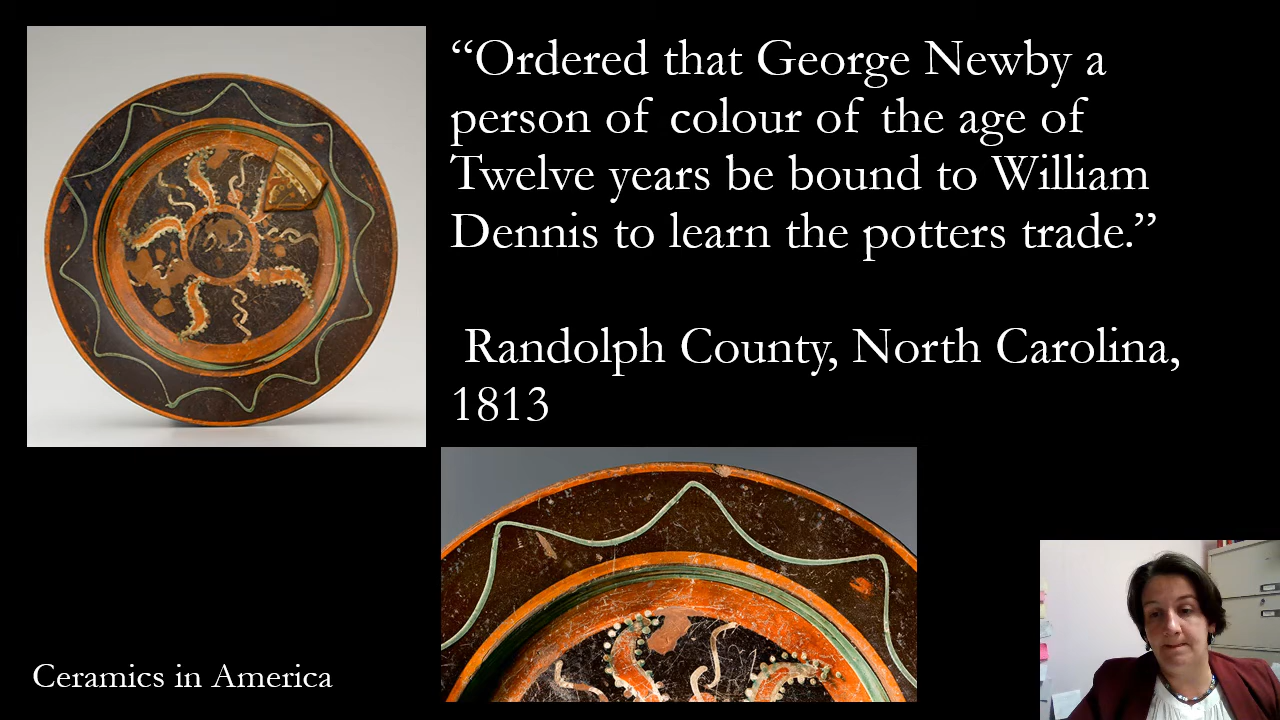 “Ordered that George Newby a
person of colour of the age of
Twelve years be bound to William
Dennis to learn the potters trade.”
Randolph County, North Carolina,
1813
Ceramics in America